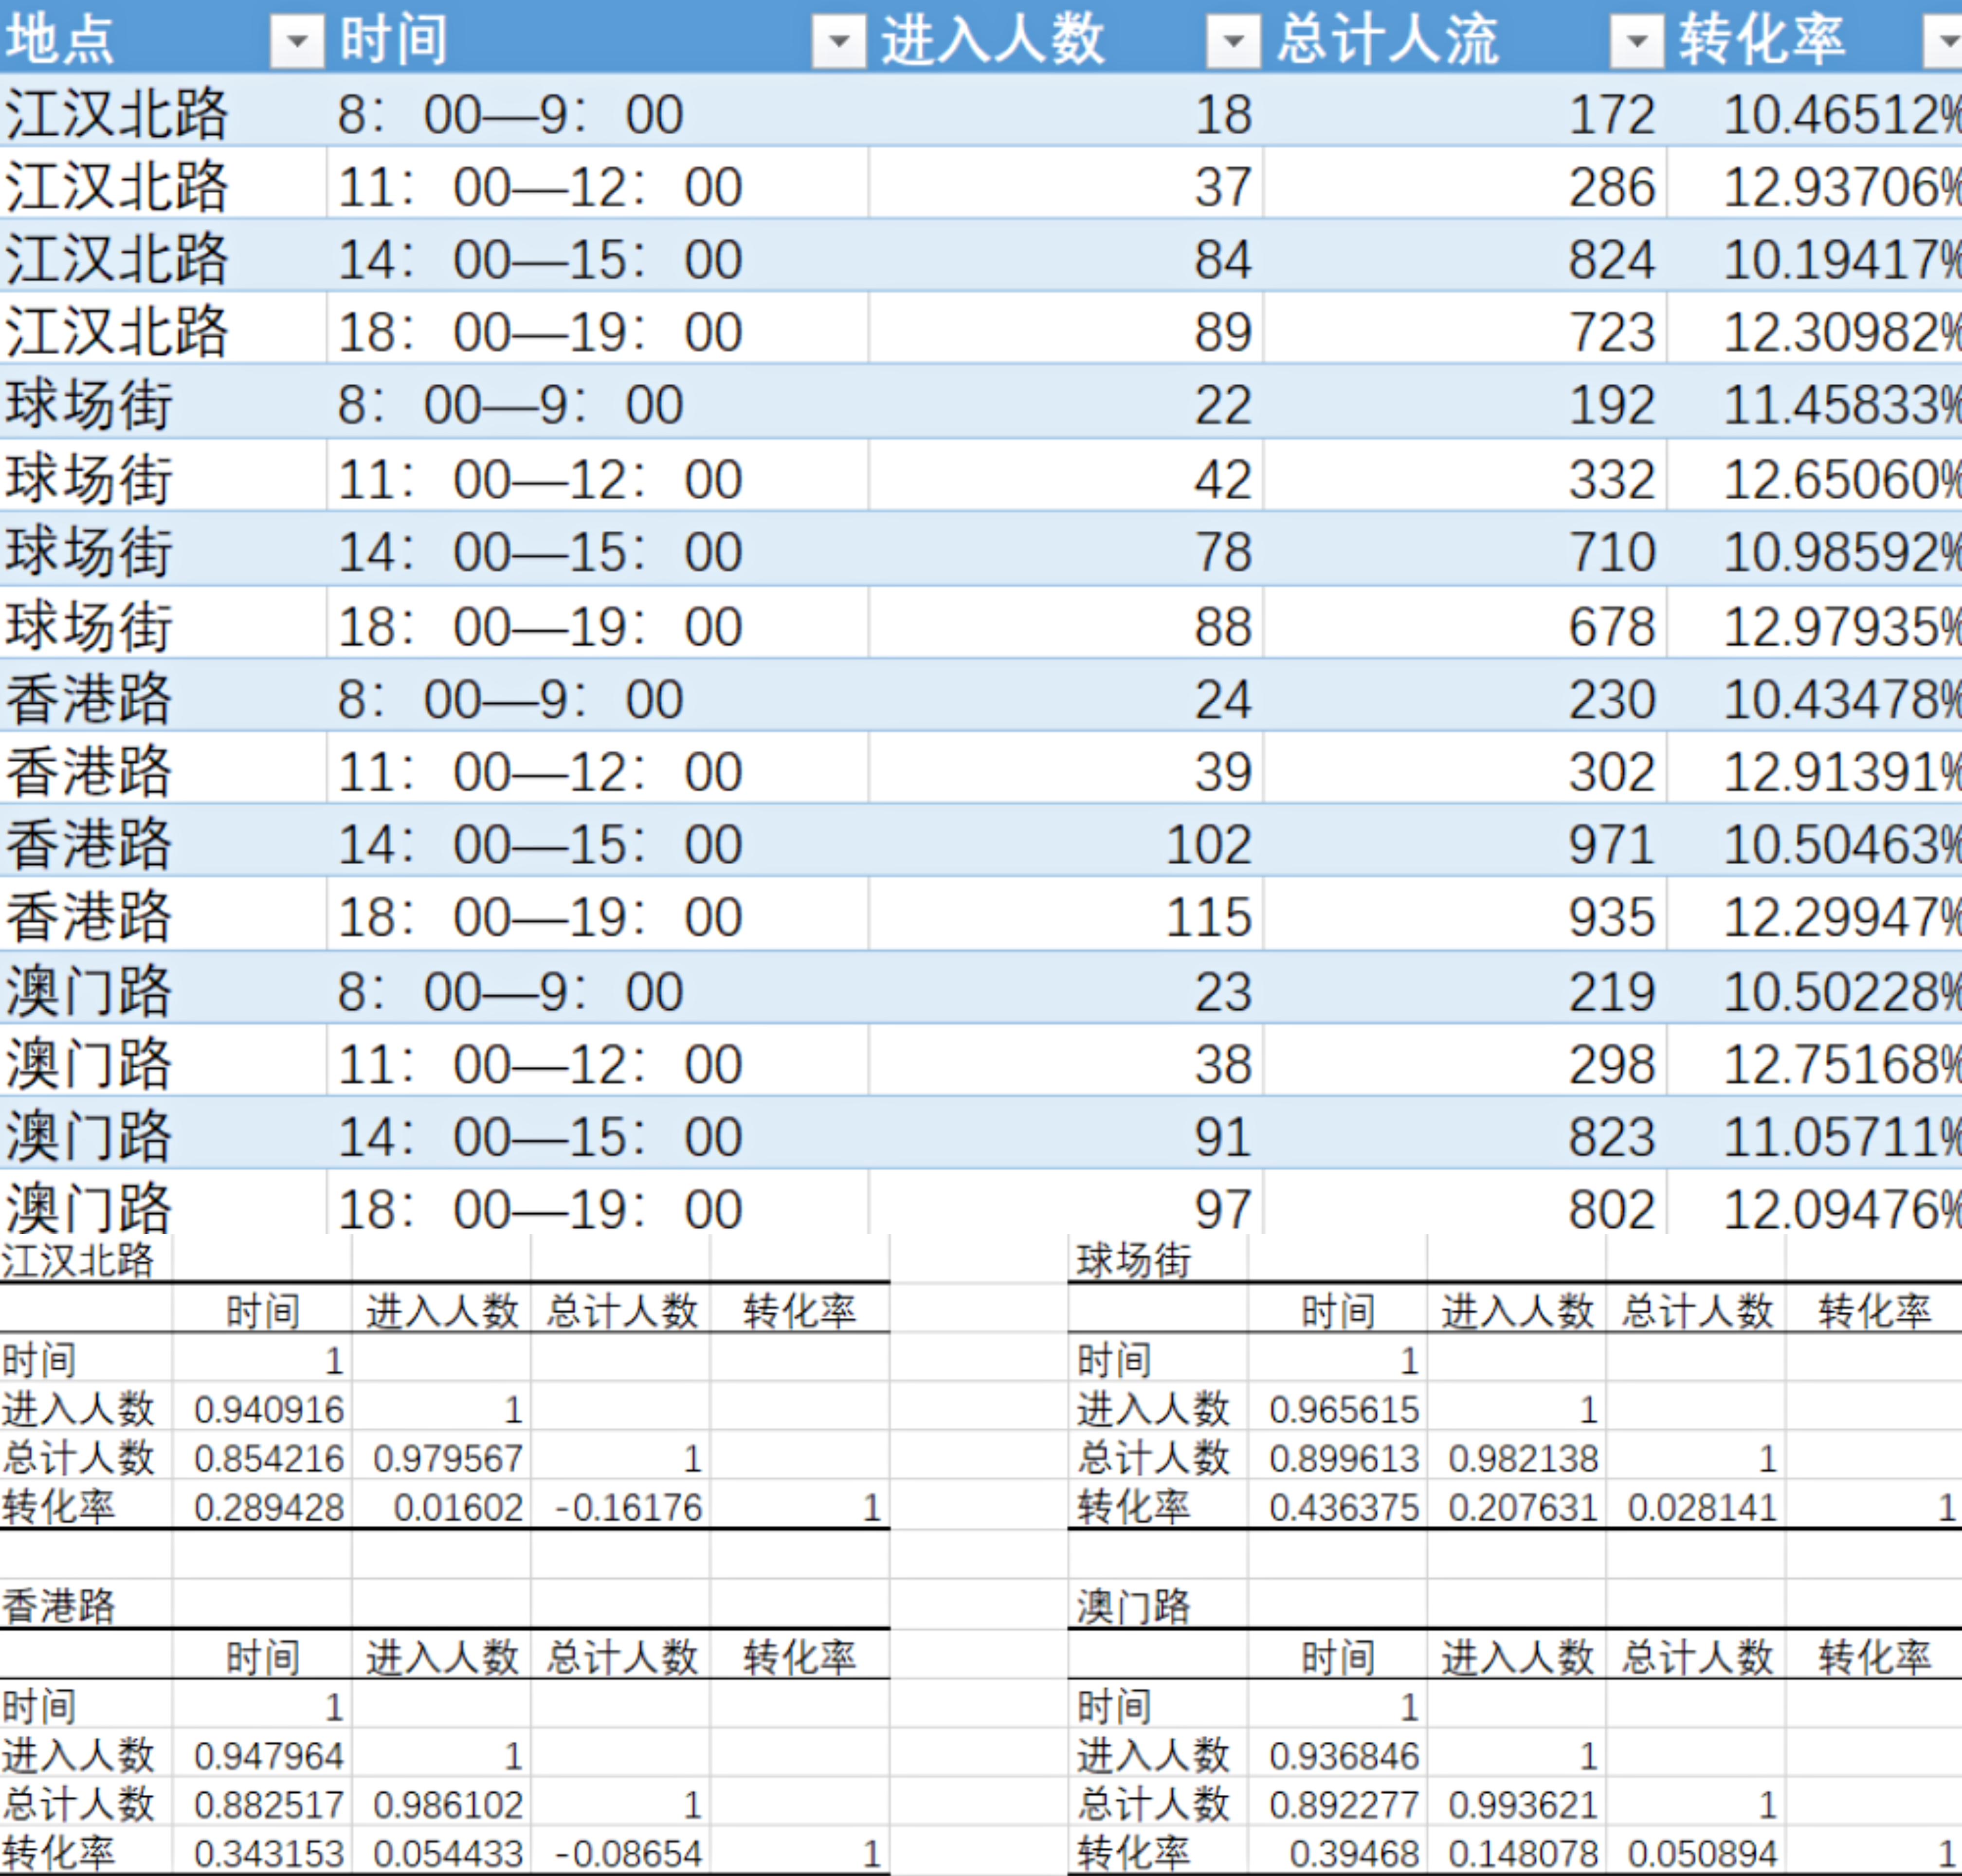 地点 时间 进入人数 总计人流 转化率
江汉北路 8：00—9：00 18 172 10.46512%
江汉北路 11：00—12：00 37 286 12.93706%
江汉北路 14：00—15：00 84 824 10.19417%
江汉北路 18：00—19：00 89 723 12.30982%
球场街 8：00—9：00 22 192 11.45833%
球场街 11：00—12：00 42 332 12.65060%
球场街 14：00—15：00 78 710 10.98592%
球场街 18：00—19：00 88 678 12.97935%
香港路 8：00—9：00 24 230 10.43478%
香港路 11：00—12：00 39 302 12.91391%
香港路 14：00—15：00 102 971 10.50463%
香港路 18：00—19：00 115 935 12.29947%
澳门路 8：00—9：00 23 219 10.50228%
澳门路 11：00—12：00 38 298 12.75168%
澳门路 14：00—15：00 91 823 11.05711%
澳门路 18：00—19：00 97 802 12.09476%
江汉北路 球场街
时间 进入人数 总计人数 转化率 时间 进入人数 总计人数 转化率
时间 1 时间 1
进入人数 0.940916 1 进入人数 0.965615 1
总计人数 0.854216 0.979567 1 总计人数 0.899613 0.982138 1
转化率 0.289428 0.01602 -0.16176 1 转化率 0.436375 0.207631 0.028141 1
香港路 澳门路
时间 进入人数 总计人数 转化率 时间 进入人数 总计人数 转化率
时间 1 时间 1
进入人数 0.947964 1 进入人数 0.936846 1
总计人数 0.882517 0.986102 1 总计人数 0.892277 0.993621 1
转化率 0.343153 0.054433 -0.08654 1 转化率 0.39468 0.148078 0.050894 1